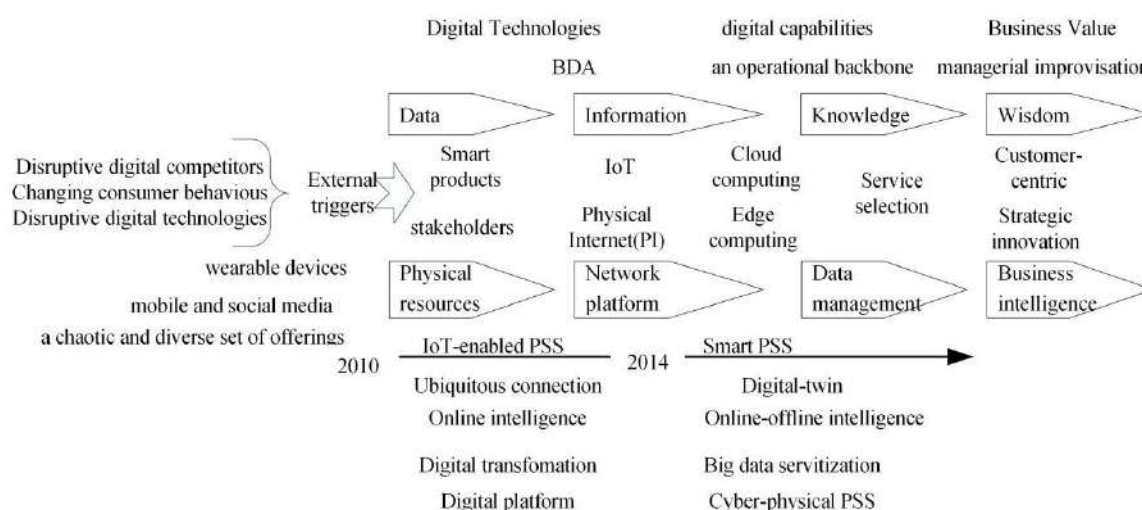 Digital Technologies
digital capabilities
Business Value
BDA
an operational backbone
managerial improvisation
Data
Information
Knowledge
Wisdom
Disruptive digital competitors
Changing consumer behavious
Disruptive digital technologies
External
triggers
Smart
products
stakeholders
IoT
Physical
Internet(PI)
Cloud
computing
Edge
computing
Service
selection
Customer-
centric
Strategic
innovation
wearable devices
mobile and social media
a chaotic and diverse set of offerings
Physical
resources
Network
platform
Data
management
Business
intelligence
2010
IoT-enabled PSS
2014
Smart PSS
Ubiquitous connection
Online intelligence
Digital transfomation
Digital platform
Digital-twin
Online-offline intelligence
Big data servitization
Cyber-physical PSS